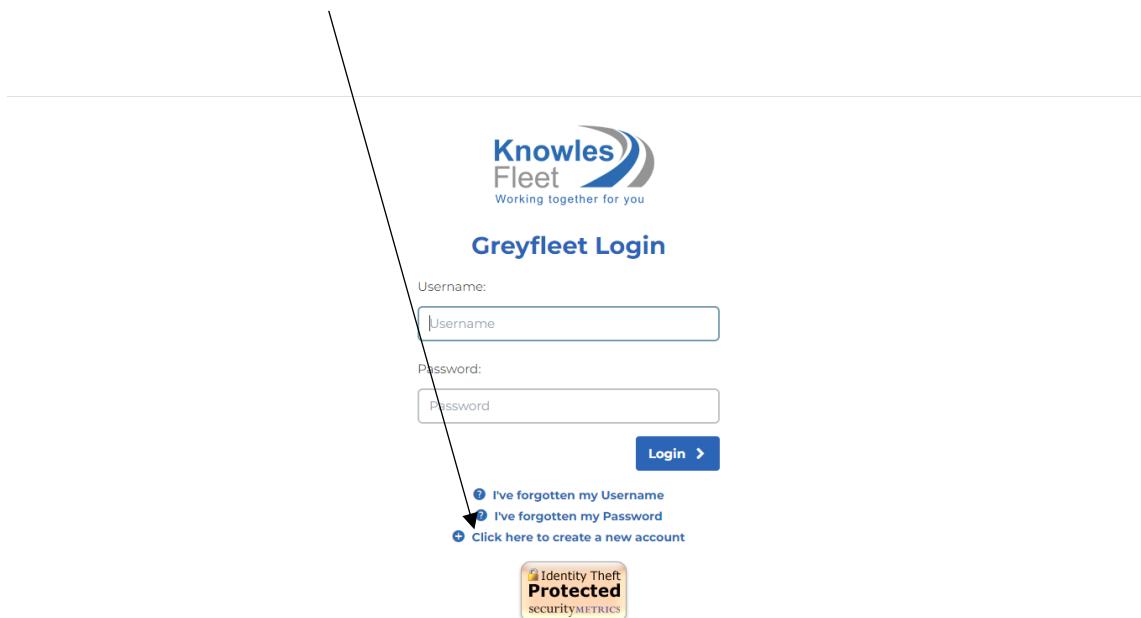 Knowles
Fleet
Working together for you
Greyfleet Login
Username:
Username
Password:
Password
Login
I've forgotten my Username
I've forgotten my Password
Click here to create a new account
Identity Theft
Protected
securityMETRICS